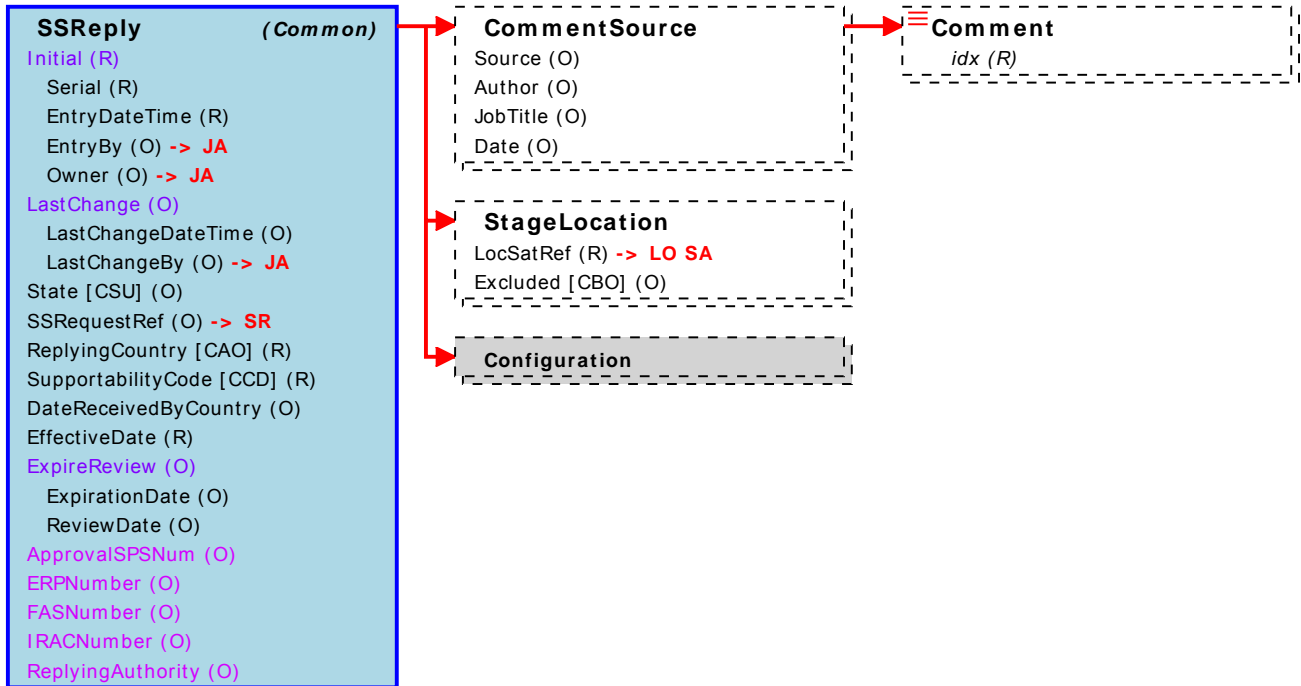 SSReply (Common)
Initial (R)
Serial (R)
EntryDateTime (R)
EntryBy (O) -> JA
Owner (O) -> JA
LastChange (O)
LastChangeDateTime (O)
LastChangeBy (O) -> JA
State [CSU] (O)
SSRequestRef (O) -> SR
ReplyingCountry [CAO] (R)
SupportabilityCode [CCD] (R)
DateReceivedByCountry (O)
EffectiveDate (R)
ExpireReview (O)
ExpirationDate (O)
ReviewDate (O)
ApprovalSPSNum (O)
ERPNumber (O)
FASNumber (O)
IRACNumber (O)
ReplyingAuthority (O)
CommentSource
Source (O)
Author (O)
JobTitle (O)
Date (O)
StageLocation
LocSatRef (R) -> LO SA
Excluded [CBO] (O)
Configuration
Comment
idx (R)